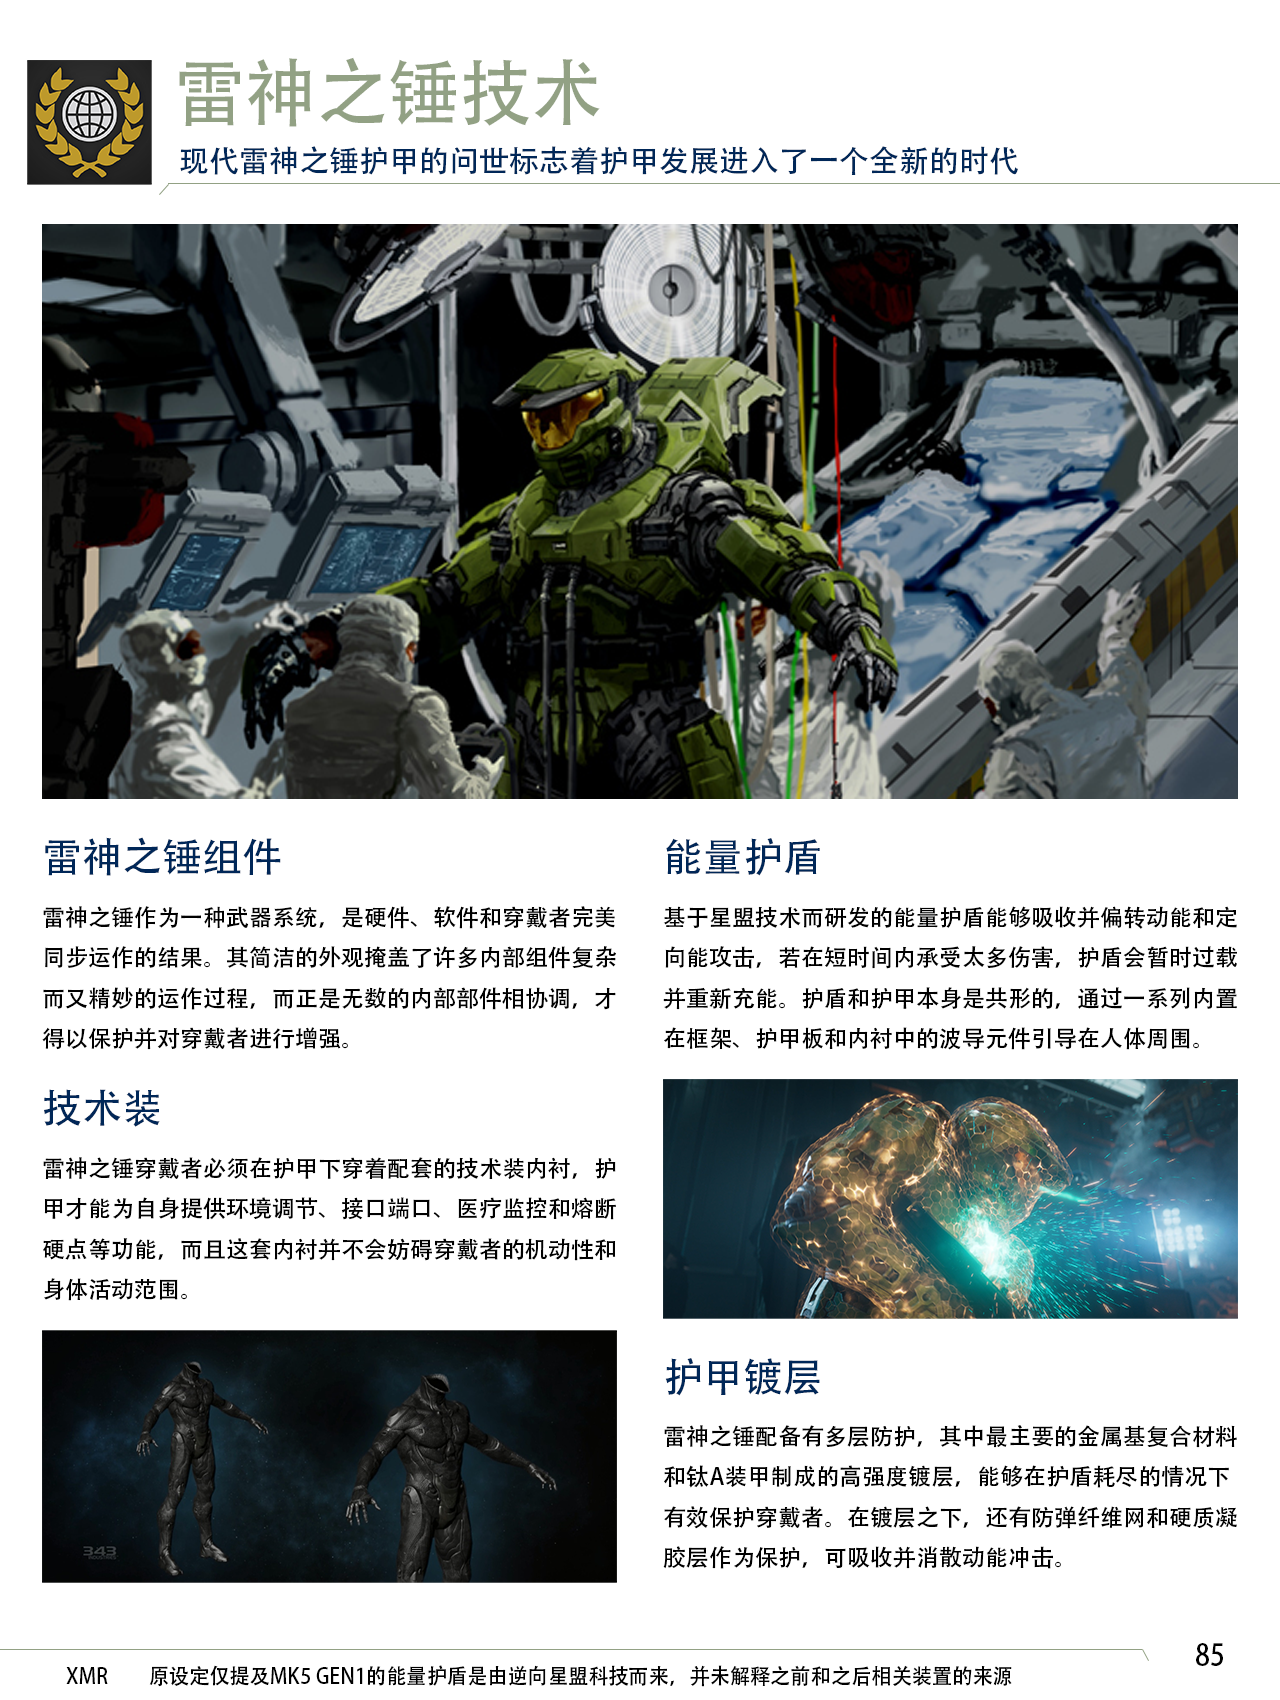 雷神之锤技术
现代雷神之锤护甲的问世标志着护甲发展进入了一个全新的时代
雷神之锤组件
雷神之锤作为一种武器系统，是硬件、软件和穿戴者完美
同步运作的结果。其简洁的外观掩盖了许多内部组件复杂
而又精妙的运作过程，而正是无数的内部部件相协调，才
得以保护并对穿戴者进行增强。
技术装
雷神之锤穿戴者必须在护甲下穿着配套的技术装内衬，护
甲才能为自身提供环境调节、接口端口、医疗监控和熔断
硬点等功能，而且这套内衬并不会妨碍穿戴者的机动性和
身体活动范围。
343
INDUSTRIES
能量护盾
基于星盟技术而研发的能量护盾能够吸收并偏转动能和定
向能攻击，若在短时间内承受太多伤害，护盾会暂时过载
并重新充能。护盾和护甲本身是共形的，通过一系列内置
在框架、护甲板和内衬中的波导元件引导在人体周围。
护甲镀层
雷神之锤配备有多层防护，其中最主要的金属基复合材料
和钛A装甲制成的高强度镀层，能够在护盾耗尽的情况下
有效保护穿戴者。在镀层之下，还有防弹纤维网和硬质凝
胶层作为保护，可吸收并消散动能冲击。
85
XMR 原设定仅提及MK5 GEN1的能量护盾是由逆向星盟科技而来，并未解释之前和之后相关装置的来源